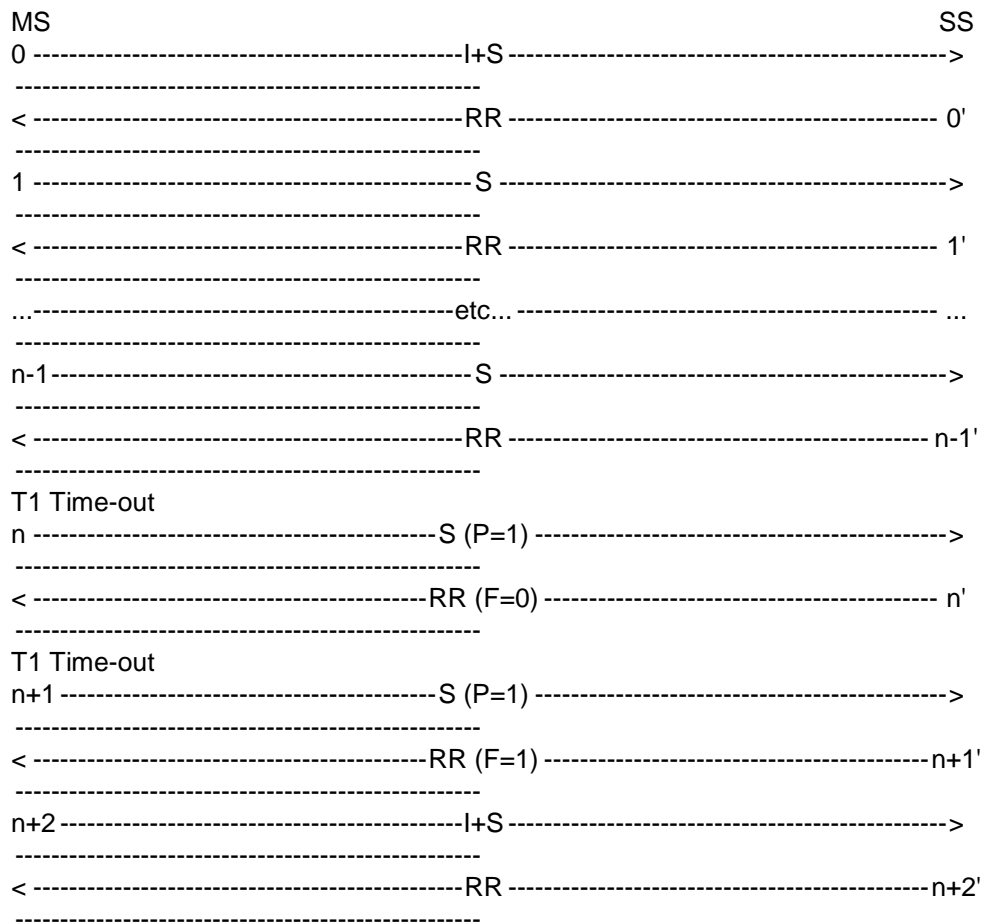 MS SS
0 ------------------------------------------------I+S-------------------------------------------------->
----------------------------------------------------
< ------------------------------------------------RR ------------------------------------------------ 0'
----------------------------------------------------
1 ------------------------------------------------- S -------------------------------------------------->
----------------------------------------------------
< ------------------------------------------------RR ------------------------------------------------ 1'
----------------------------------------------------
...-----------------------------------------------etc... ----------------------------------------------- ...
----------------------------------------------------
n-1----------------------------------------------- S -------------------------------------------------->
----------------------------------------------------
< ------------------------------------------------RR ----------------------------------------------- n-1'
----------------------------------------------------
T1 Time-out
n ---------------------------------------------S (P=1) ---------------------------------------------->
----------------------------------------------------
< --------------------------------------------RR (F=0) -------------------------------------------- n'
----------------------------------------------------
T1 Time-out
n+1 ------------------------------------------S (P=1) ---------------------------------------------->
----------------------------------------------------
< --------------------------------------------RR (F=1) -------------------------------------------n+1'
----------------------------------------------------
n+2 ---------------------------------------------I+S-------------------------------------------------->
----------------------------------------------------
< ------------------------------------------------RR -----------------------------------------------n+2'
----------------------------------------------------